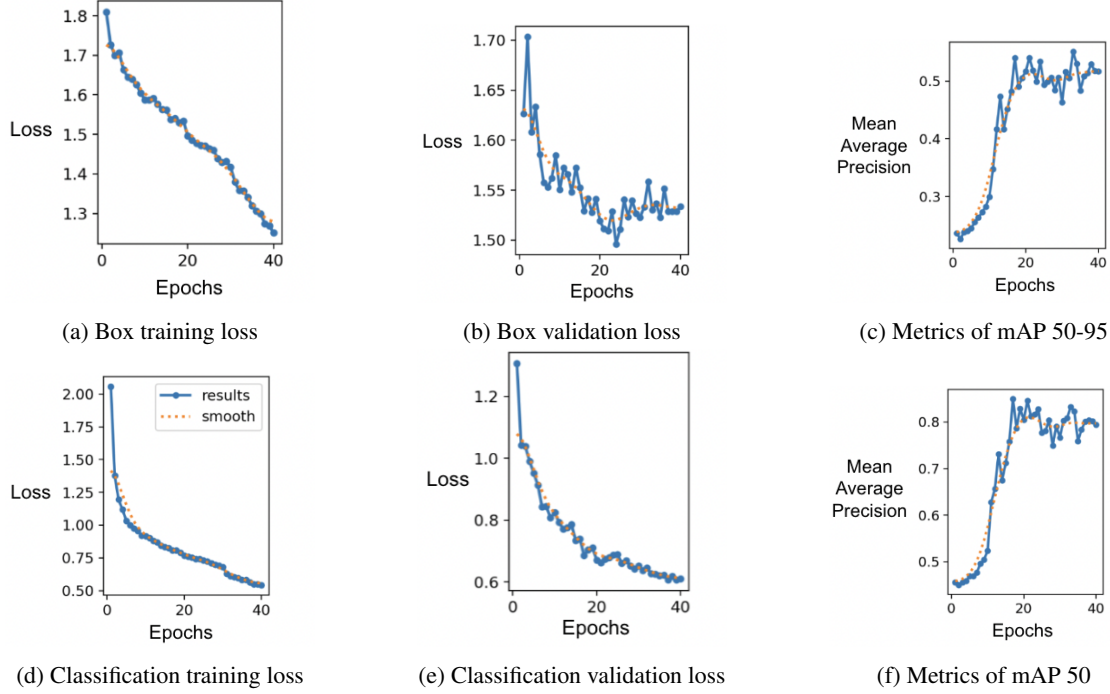 1.8
1.7
1.6
1.5
1.4
1.3
Loss
0
20
40
Epochs
(a) Box training loss
1.70
1.65
1.60
1.55
1.50
Loss
0
20
40
Epochs
(b) Box validation loss
0.5
0.4
0.3
Mean
Average
Precision
0
20
40
Epochs
(c) Metrics of mAP 50-95
2.00
1.75
1.50
1.25
1.00
0.75
0.50
Loss
results
smooth
0
20
40
Epochs
(d) Classification training loss
1.2
1.0
0.8
0.6
Loss
0
20
40
Epochs
(e) Classification validation loss
0.8
0.7
0.6
0.5
Mean
Average
Precision
0
20
40
Epochs
(f) Metrics of mAP 50